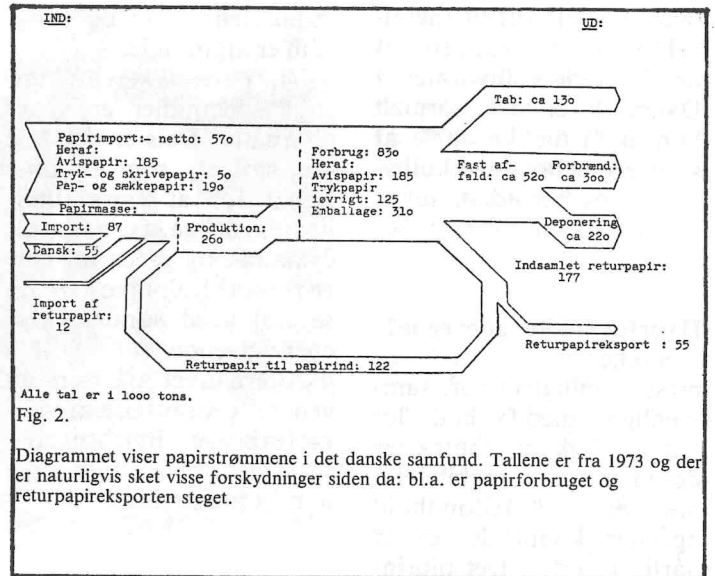 IND:
UD:
Tab: ca 13o
Papirimport - netto: 57o
Heraf:
Avispapir: 185
Tryk- og skrivepapir: 5o
Pap- og sækkepapir: 19o
Forbrug: 83o
Heraf:
Avispapir: 185
Trykpapir
iøvrigt: 125
Emballage: 31o
Fast af-
fald: ca 52o
Forbrænd:
ca 3oo
Papirmasse:
Import: 87
Dansk: 55
Produktion:
26o
Deponering
ca 22o
Indsamlet returpapir:
177
Import af
returpapir:
12
Returpapireksport : 55
Returpapir til papirind: 122
Alle tal er i 1ooo tons.
Fig. 2.
Diagrammet viser papirstrømmene i det danske samfund. Tallene er fra 1973 og der
er naturligvis sket visse forskydninger siden da: bl.a. er papirforbruget og
returpapireksporten steget.